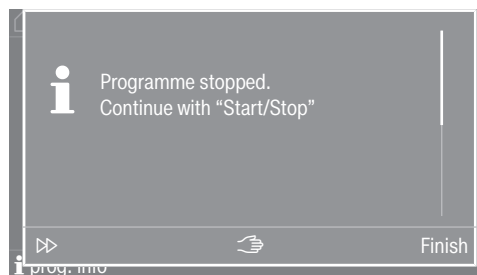 Programme stopped.
Continue with “Start/Stop”
Finish
prog. info